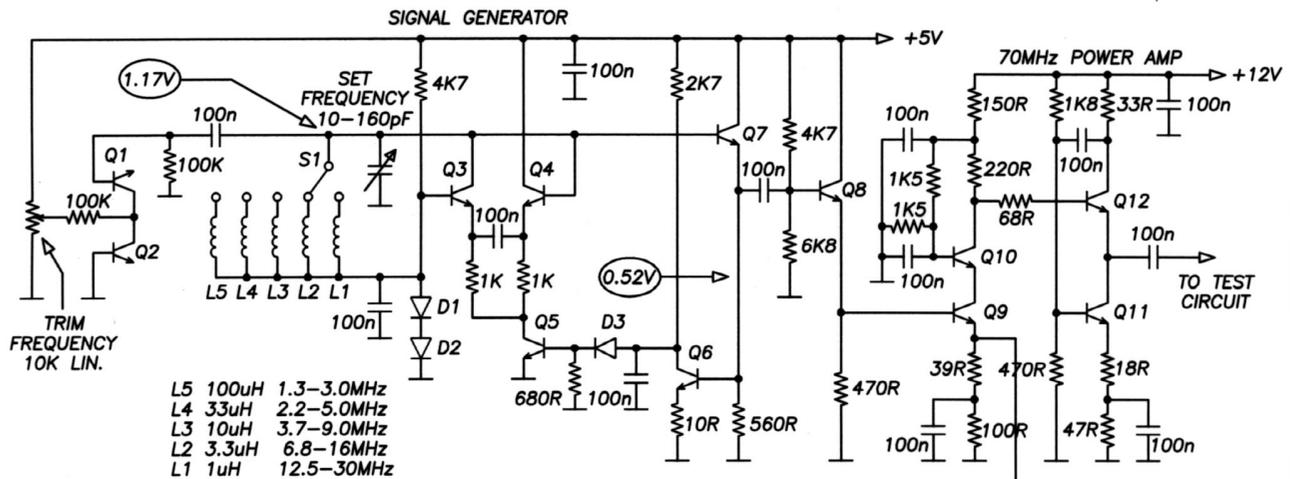 SIGNAL GENERATOR
+5V
70MHz POWER AMP
+12V
1.17V
SET
FREQUENCY
10-160pF
4K7
100n
2K7
150R
1K8
33R
100n
100n
Q1
100K
S1
Q3
Q4
Q7
4K7
100n
100n
220R
100K
100n
100n
Q8
1K5
1K5
68R
Q12
Q2
6K8
100n
Q10
100n
1K
1K
0.52V
TO TEST
CIRCUIT
L5 L4 L3 L2 L1
100n
D1
Q9
Q11
TRIM
FREQUENCY
10K LIN.
D2
Q5
D3
Q6
39R
470R
18R
680R
100n
10R
560R
470R
100n
100R
47R
100n
L5 100uH 1.3-3.0MHz
L4 33uH 2.2-5.0MHz
L3 10uH 3.7-9.0MHz
L2 3.3uH 6.8-16MHz
L1 1uH 12.5-30MHz